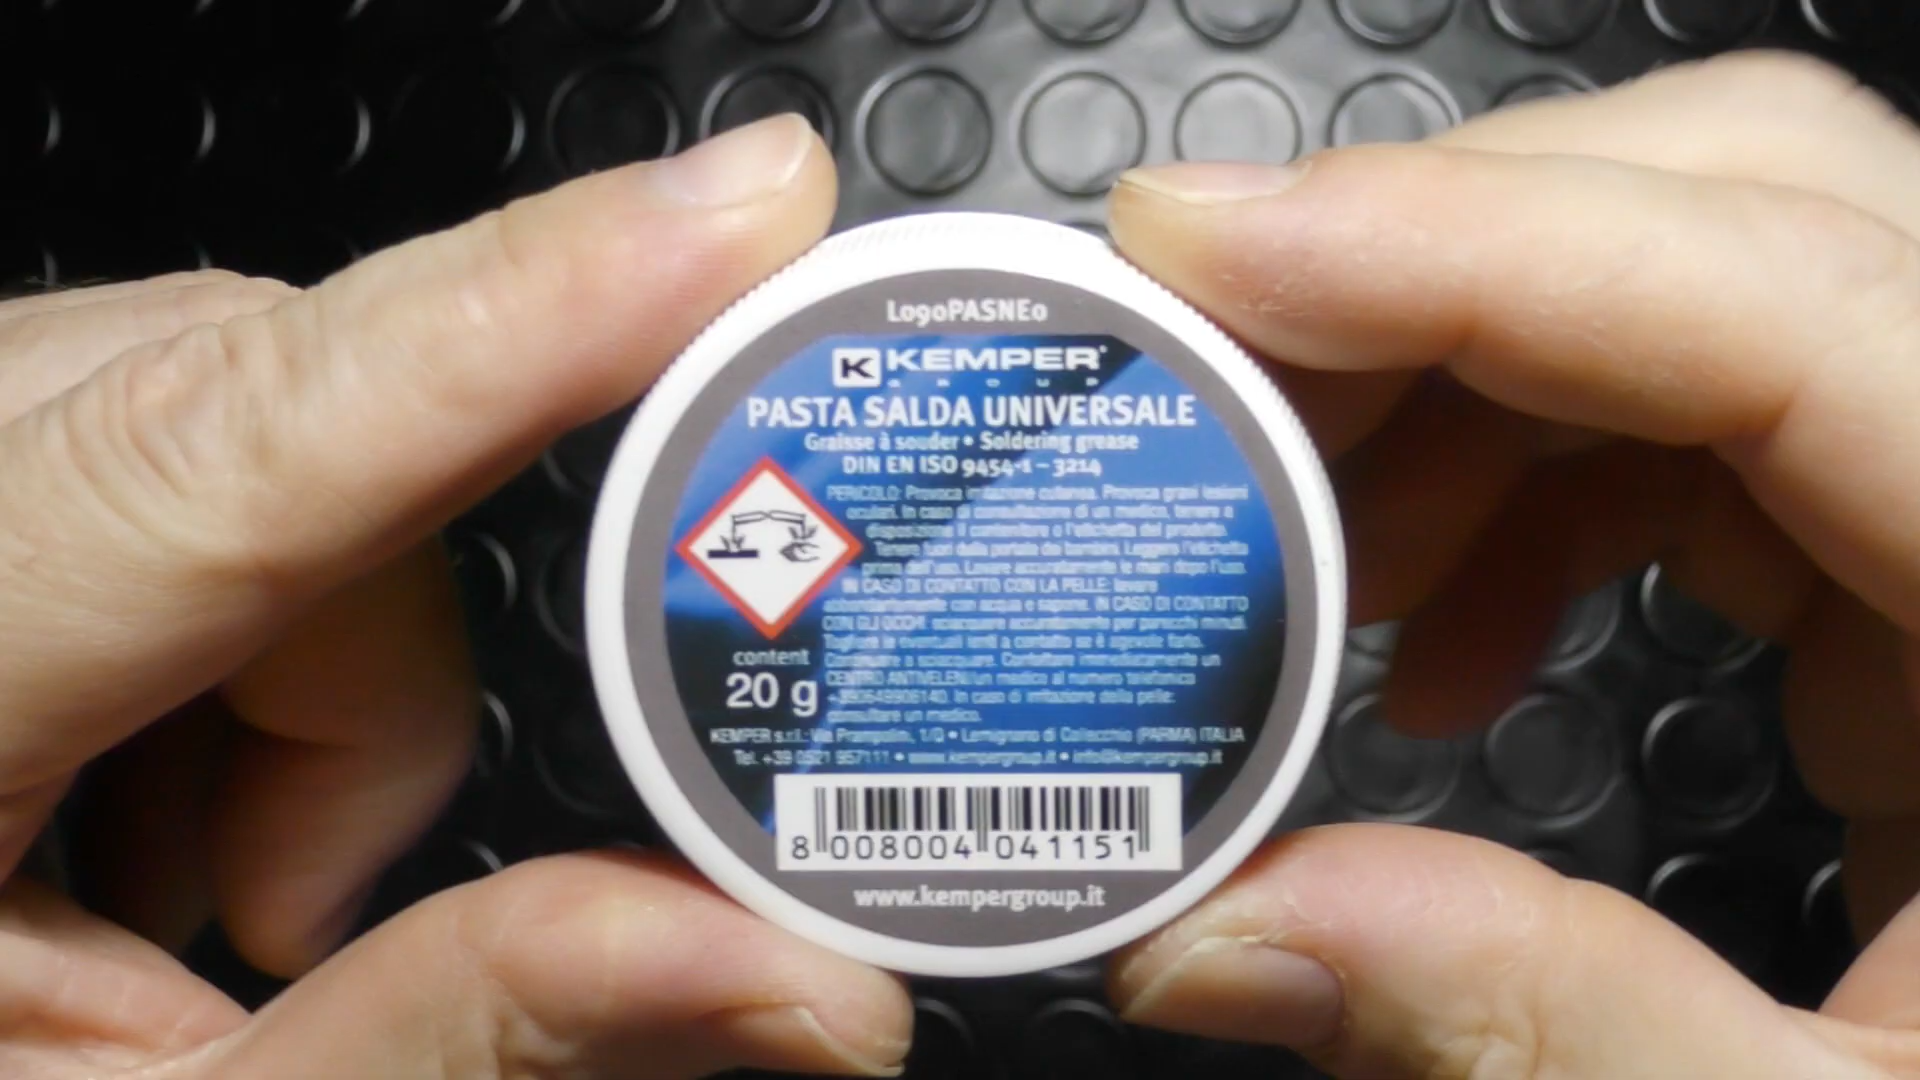 L090PASNE0
K KEMPER
GROUP
PASTA SALDA UNIVERSALE
Graisse à souder • Soldering grease
DIN EN ISO 9454-1 – 3214
PERICOLO: Provoca irritazione cutanea. Provoca gravi lesioni
oculari. In caso di consultazione di un medico, tenere a
disposizione il contenitore o l'etichetta del prodotto.
Tenere fuori dalla portata dei bambini. Leggere l'etichetta
prima dell'uso. Lavare accuratamente le mani dopo l'uso.
IN CASO DI CONTATTO CON LA PELLE: lavare
abbondantemente con acqua e sapone. IN CASO DI CONTATTO
CON GLI OCCHI: sciacquare accuratamente per parecchi minuti.
Togliere le eventuali lenti a contatto se è agevole farlo.
Continuare a sciacquare. Contattare immediatamente un
CENTRO ANTIVELENI/un medico al numero telefonico
In caso di irritazione della pelle:
consultare un medico.
content
20 g
KEMPER s.r.l.: Via Prampolini, 1/Q • Lemignano di Collecchio (PARMA) ITALIA
Tel. +39 0521 957111 • www.kempergroup.it • info@kempergroup.it
8 008004 041151
www.kempergroup.it